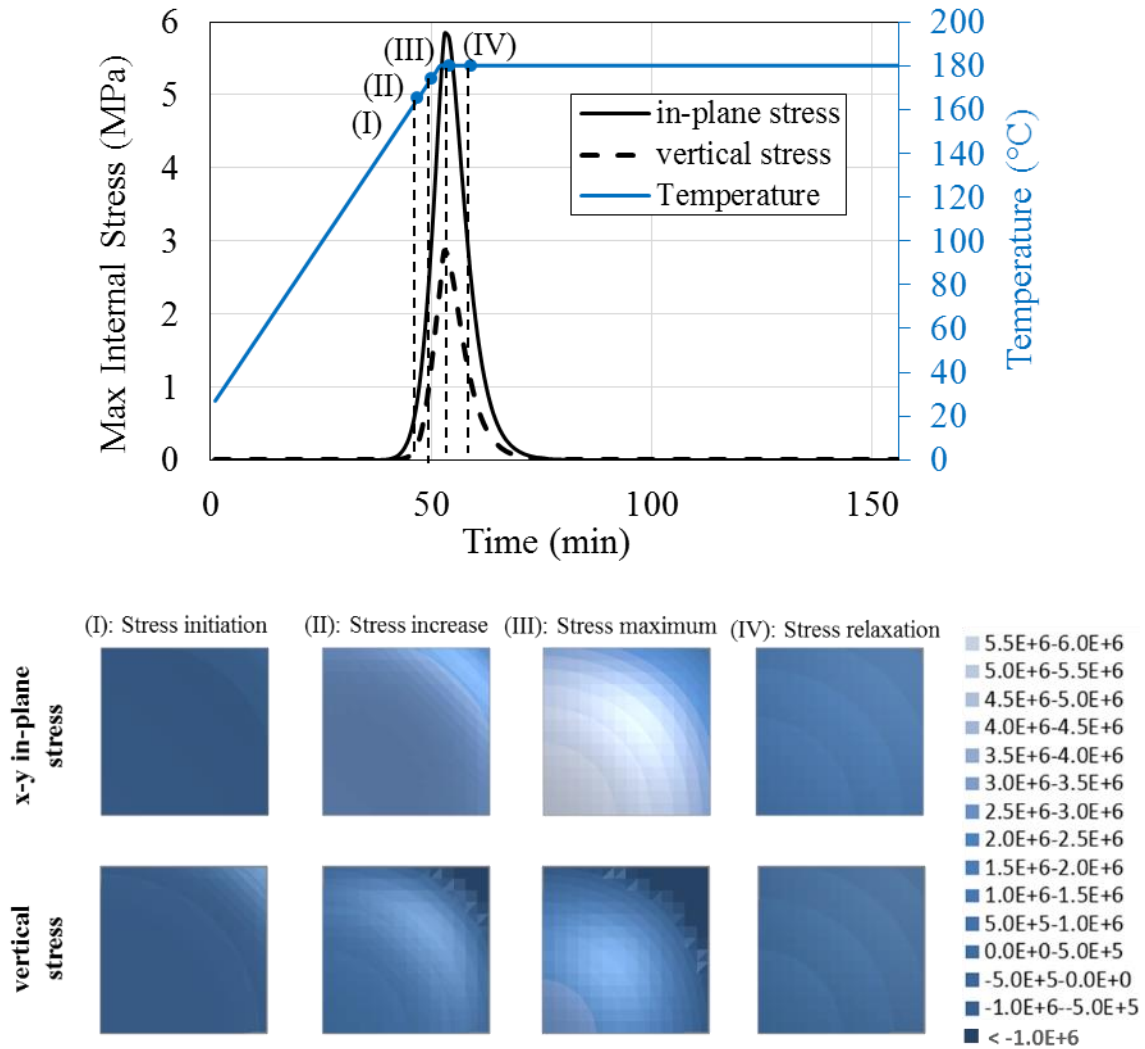 Max Internal Stress (MPa)
6
5
4
3
2
1
0
0
50
100
150
Time (min)
200
180
160
140
120
100
80
60
40
20
0
Temperature (°C)
(I)
(II)
(III)
(IV)
in-plane stress
vertical stress
Temperature
(I): Stress initiation
(II): Stress increase
(III): Stress maximum
(IV): Stress relaxation
x-y in-plane
stress
vertical
stress
5.5E+6-6.0E+6
5.0E+6-5.5E+6
4.5E+6-5.0E+6
4.0E+6-4.5E+6
3.5E+6-4.0E+6
3.0E+6-3.5E+6
2.5E+6-3.0E+6
2.0E+6-2.5E+6
1.5E+6-2.0E+6
1.0E+6-1.5E+6
5.0E+5-1.0E+6
0.0E+0-5.0E+5
-5.0E+5-0.0E+0
-1.0E+6--5.0E+5
< -1.0E+6